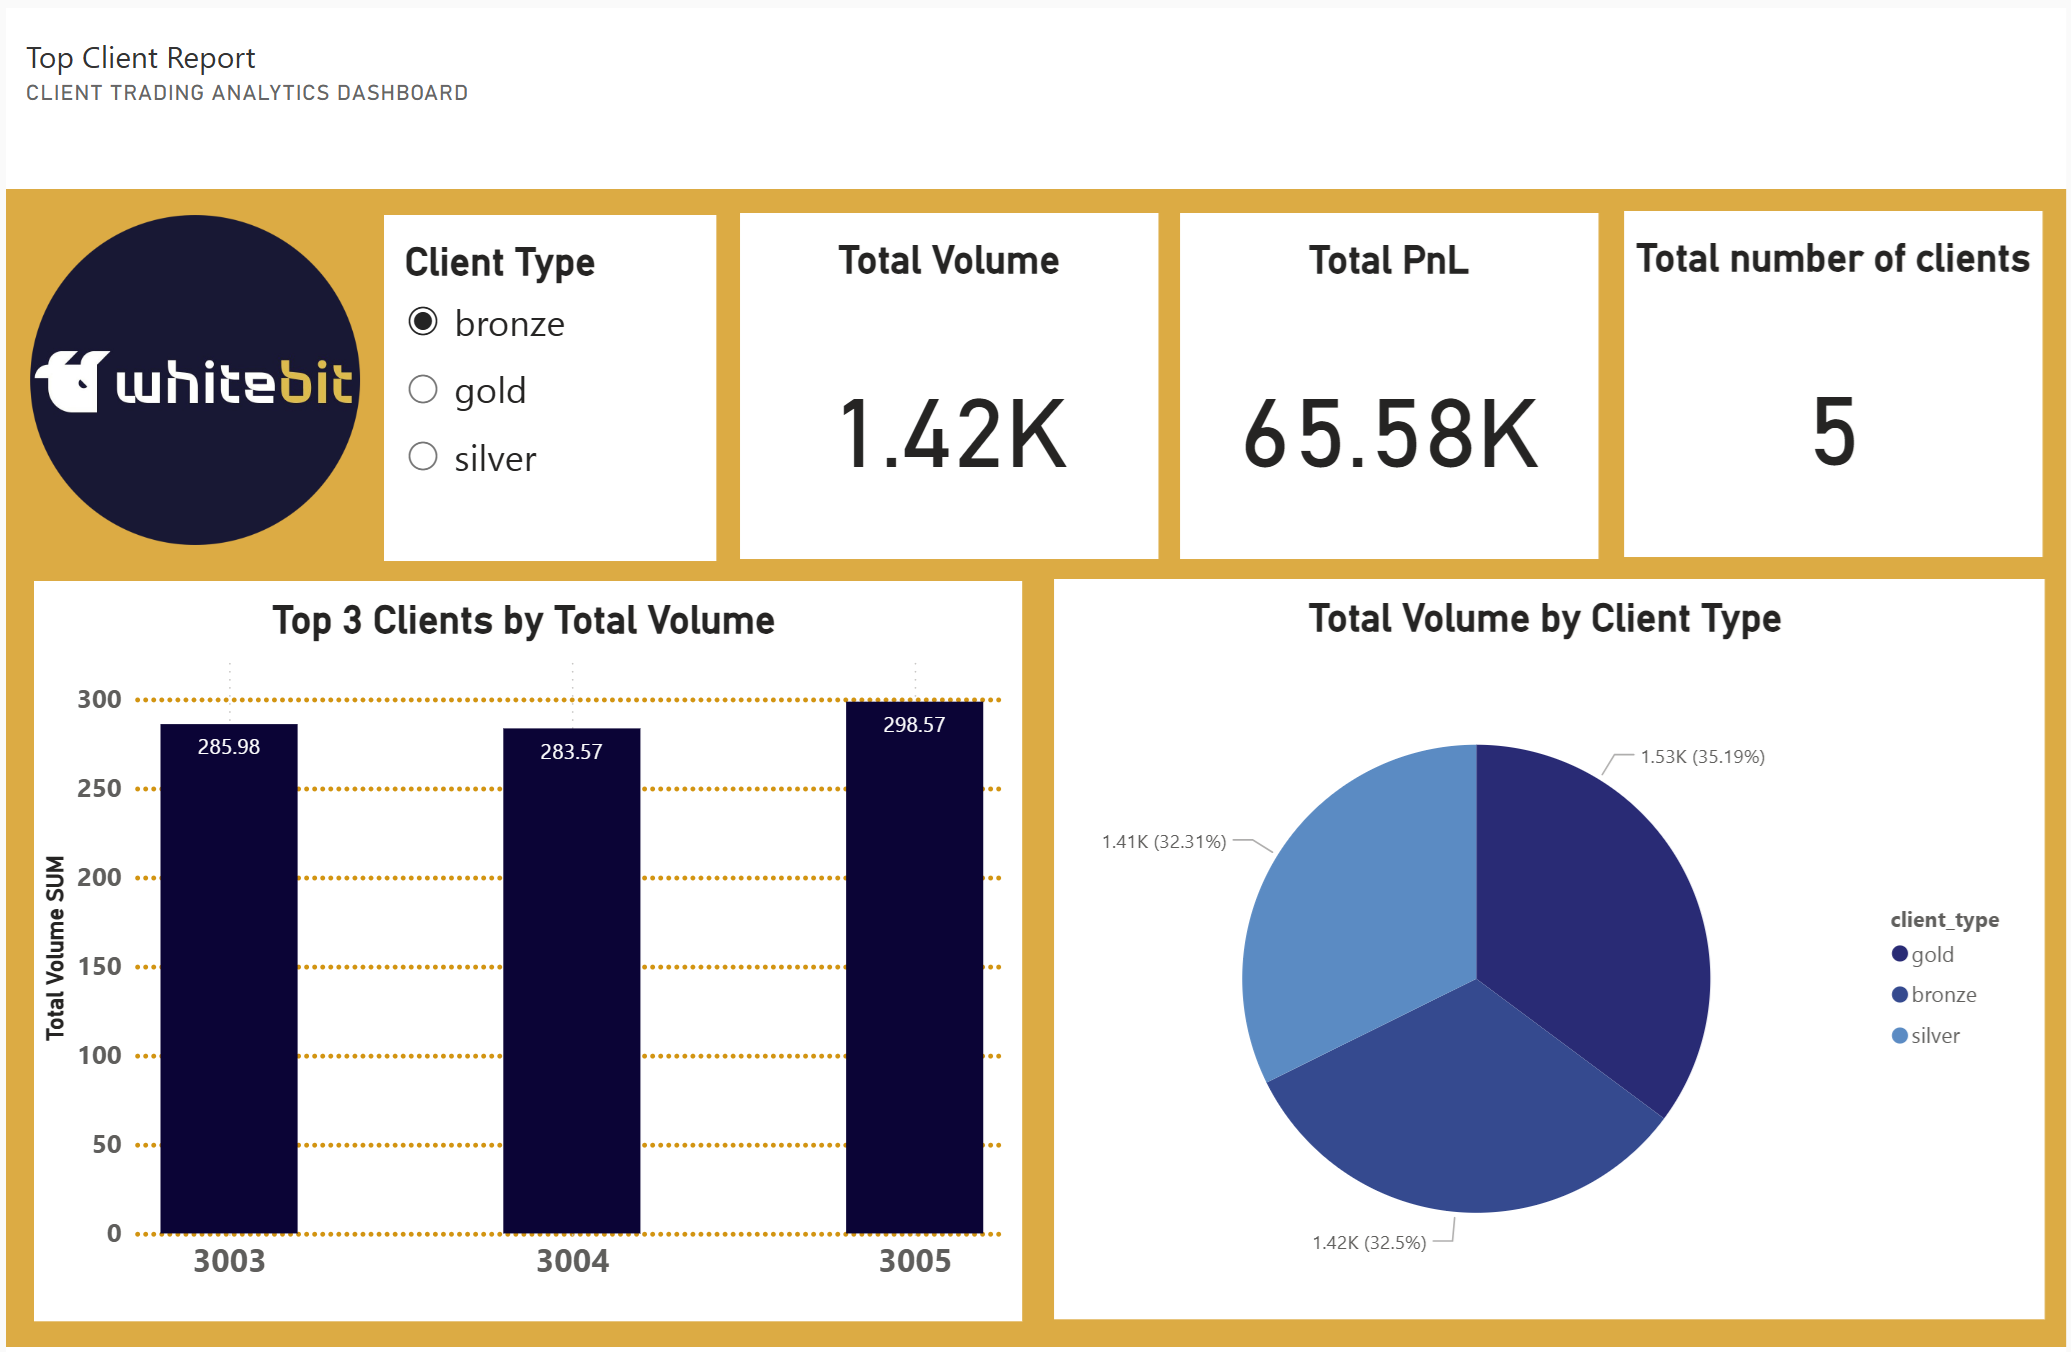 Top Client Report
CLIENT TRADING ANALYTICS DASHBOARD
whitebit
Client Type
bronze
gold
silver
Total Volume
1.42K
Total PnL
65.58K
Total number of clients
5
Top 3 Clients by Total Volume
Total Volume SUM
300
250
200
150
100
50
0
285.98
283.57
298.57
3003
3004
3005
Total Volume by Client Type
1.53K (35.19%)
1.41K (32.31%)
1.42K (32.5%)
client_type
gold
bronze
silver